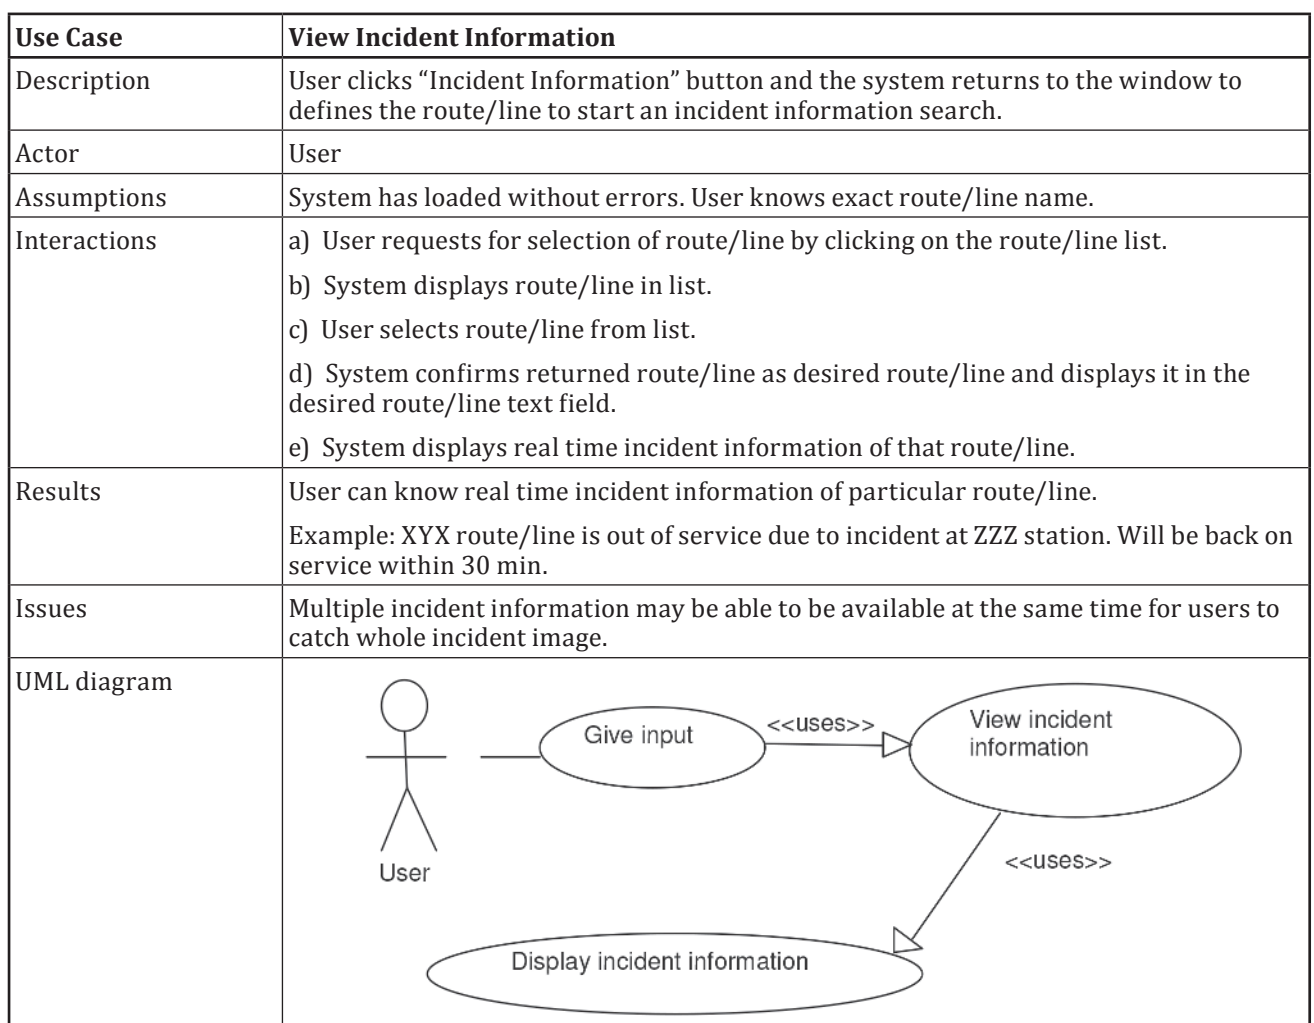 Use Case View Incident Information
Description User clicks “Incident Information” button and the system returns to the window to
defines the route/line to start an incident information search.
Actor User
Assumptions System has loaded without errors. User knows exact route/line name.
Interactions a) User requests for selection of route/line by clicking on the route/line list.
b) System displays route/line in list.
c) User selects route/line from list.
d) System confirms returned route/line as desired route/line and displays it in the
desired route/line text field.
e) System displays real time incident information of that route/line.
Results User can know real time incident information of particular route/line.
Example: XYX route/line is out of service due to incident at ZZZ station. Will be back on
service within 30 min.
Issues Multiple incident information may be able to be available at the same time for users to
catch whole incident image.
UML diagram
Give input
<<uses>>
View incident
information
User
<<uses>>
Display incident information